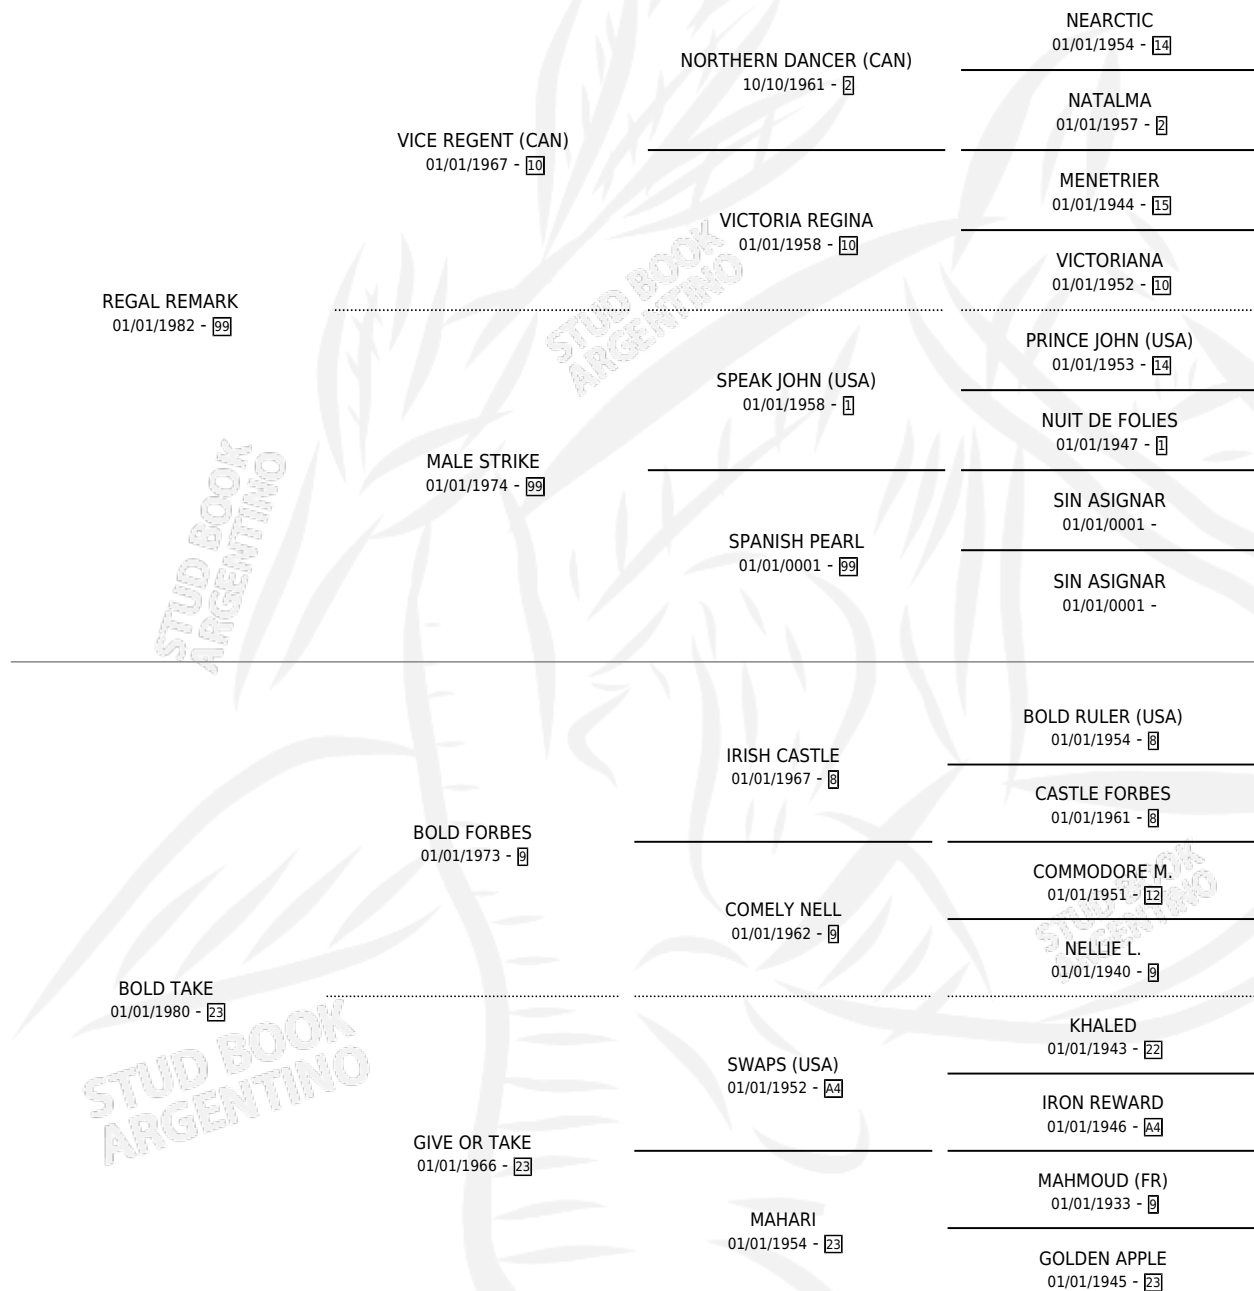 NEARCTIC
01/01/1954 - 14
NORTHERN DANCER (CAN)
10/10/1961 - 2
NATALMA
01/01/1957 - 2
VICE REGENT (CAN)
01/01/1967 - 10
MENETRIER
01/01/1944 - 15
VICTORIA REGINA
01/01/1958 - 10
VICTORIANA
01/01/1952 - 10
REGAL REMARK
01/01/1982 - 99
PRINCE JOHN (USA)
01/01/1953 - 14
SPEAK JOHN (USA)
01/01/1958 - 1
NUIT DE FOLIES
01/01/1947 - 1
MALE STRIKE
01/01/1974 - 99
SIN ASIGNAR
01/01/0001 -
SPANISH PEARL
01/01/0001 - 99
SIN ASIGNAR
01/01/0001 -
BOLD RULER (USA)
01/01/1954 - 8
IRISH CASTLE
01/01/1967 - 8
CASTLE FORBES
01/01/1961 - 8
BOLD FORBES
01/01/1973 - 9
COMMODORE M.
01/01/1951 - 12
COMELY NELL
01/01/1962 - 9
NELLIE L.
01/01/1940 - 9
BOLD TAKE
01/01/1980 - 23
KHALED
01/01/1943 - 22
SWAPS (USA)
01/01/1952 - A4
IRON REWARD
01/01/1946 - A4
GIVE OR TAKE
01/01/1966 - 23
MAHMOUD (FR)
01/01/1933 - 9
MAHARI
01/01/1954 - 23
GOLDEN APPLE
01/01/1945 - 23
STUD BOOK
ARGENTINO
STUD BOOK
ARGENTINO
STUD BOOK
ARGENTINO
STUD BOOK
ARGENTINO